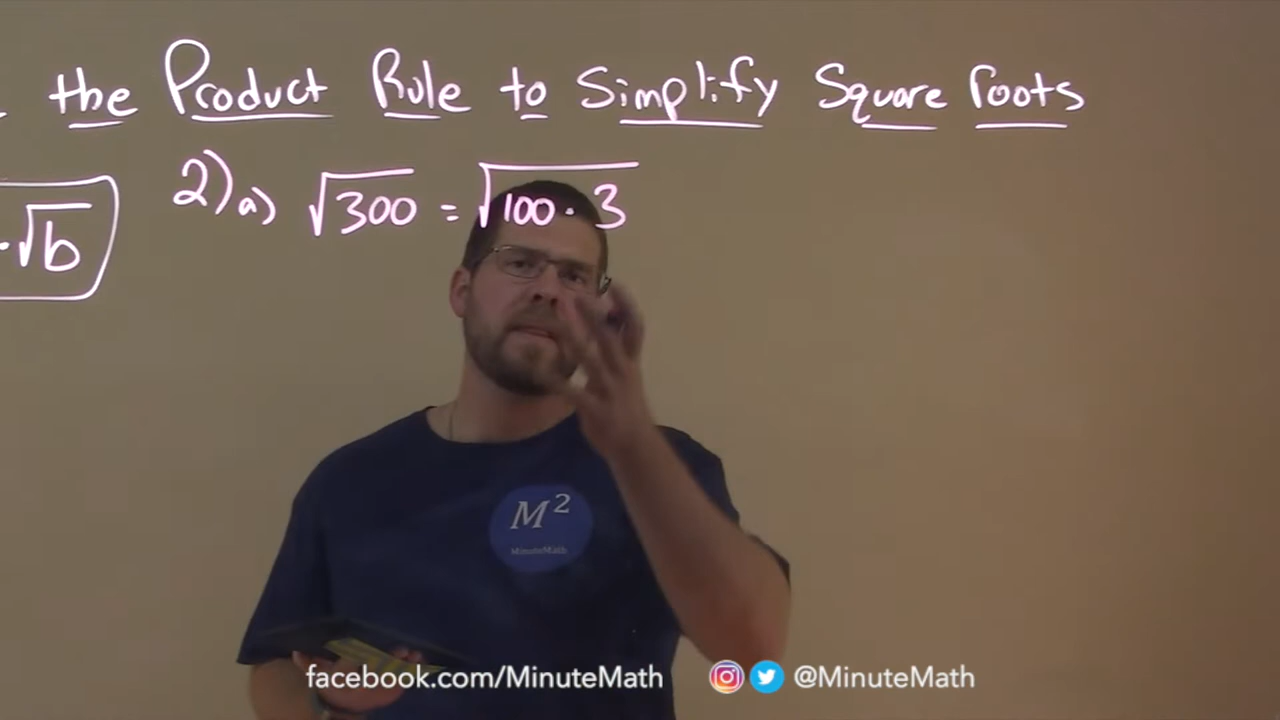 the Product Rule to Simplify Square roots
2) a) √300 = √100 · 3
· √b
M²
MinuteMath
facebook.com/MinuteMath @MinuteMath